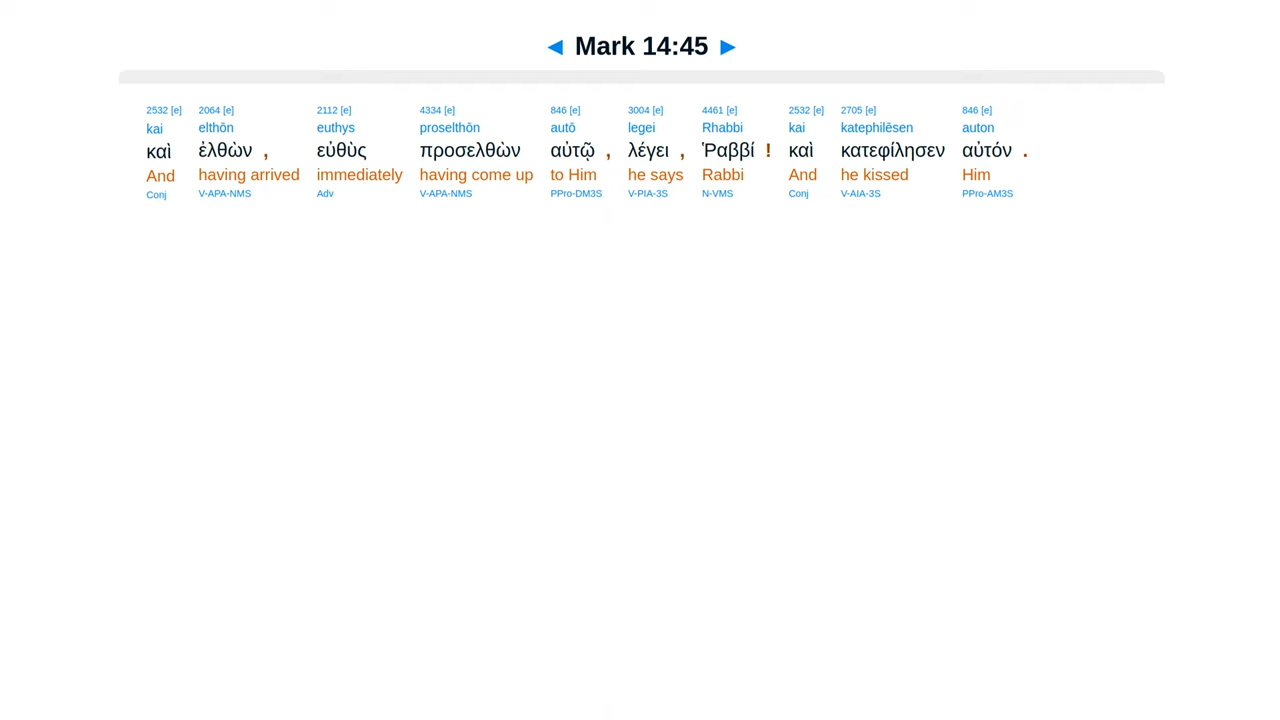 ◄ Mark 14:45 ►
2532 [e] 2064 [e] 2112 [e] 4334 [e] 846 [e] 3004 [e] 4461 [e] 2532 [e] 2705 [e] 846 [e]
kai elthōn euthys proselthōn autō legei Rhabbi kai katephilēsen auton
καὶ ἐλθὼν , εὐθὺς προσελθὼν αὐτῷ , λέγει , Ῥαββί ! καὶ κατεφίλησεν αὐτόν .
And having arrived immediately having come up to Him he says Rabbi And he kissed Him
Conj V-APA-NMS Adv V-APA-NMS PPro-DM3S V-PIA-3S N-VMS Conj V-AIA-3S PPro-AM3S